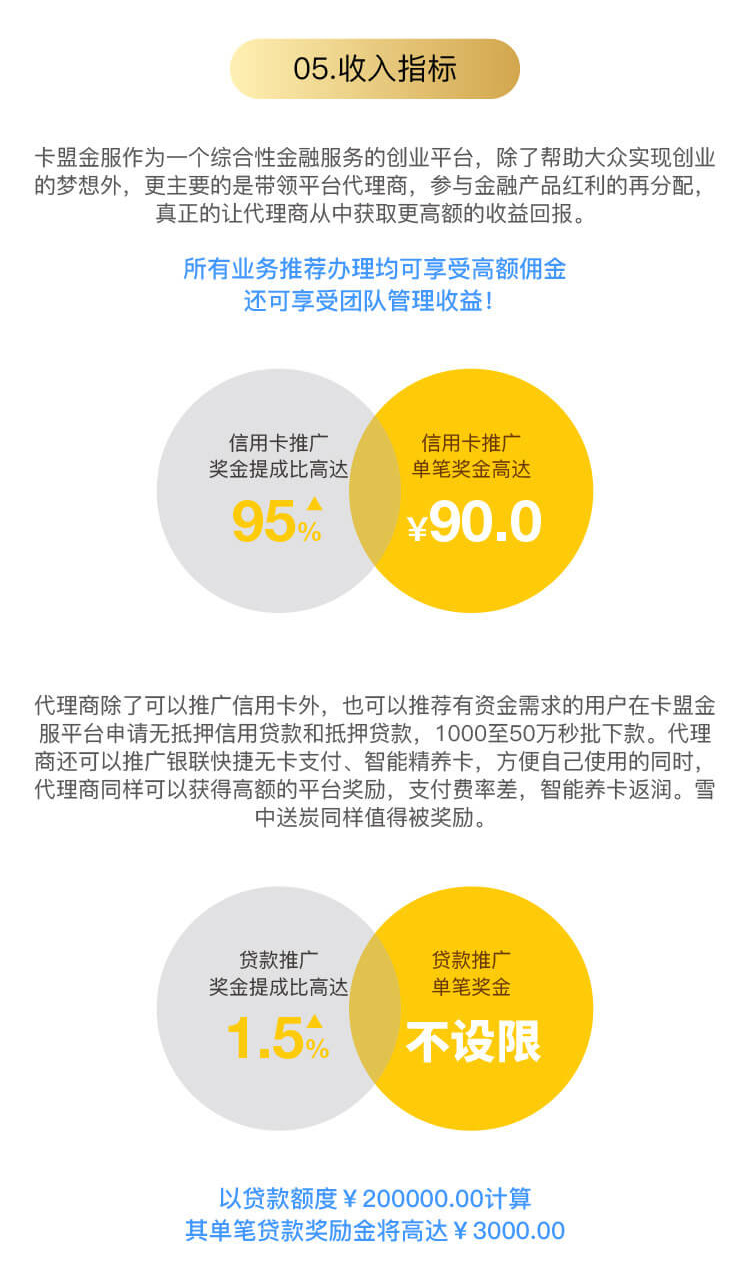 05.收入指标
卡盟金服作为一个综合性金融服务的创业平台，除了帮助大众实现创业
的梦想外，更主要的是带领平台代理商，参与金融产品红利的再分配，
真正的让代理商从中获取更高额的收益回报。
所有业务推荐办理均可享受高额佣金
还可享受团队管理收益！
信用卡推广
奖金提成比高达
95%
信用卡推广
单笔奖金高达
¥90.0
代理商除了可以推广信用卡外，也可以推荐有资金需求的用户在卡盟金
服平台申请无抵押信用贷款和抵押贷款，1000至50万秒批下款。代理
商还可以推广银联快捷无卡支付、智能精养卡，方便自己使用的同时，
代理商同样可以获得高额的平台奖励，支付费率差，智能养卡返润。雪
中送炭同样值得被奖励。
贷款推广
奖金提成比高达
1.5%
贷款推广
单笔奖金
不设限
以贷款额度¥200000.00计算
其单笔贷款奖励金将高达¥3000.00